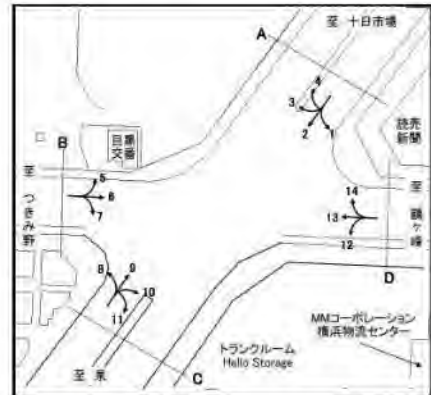 至 十日市場
A
4
3
2
1
読売
新聞
目黒
交番
B
至
つきみ野
5
6
7
14
13
12
至
鶴ヶ峰
D
8
9
10
11
MMコーポレーション
横浜物流センター
トランクルーム
Hello Storage
至 泉
C